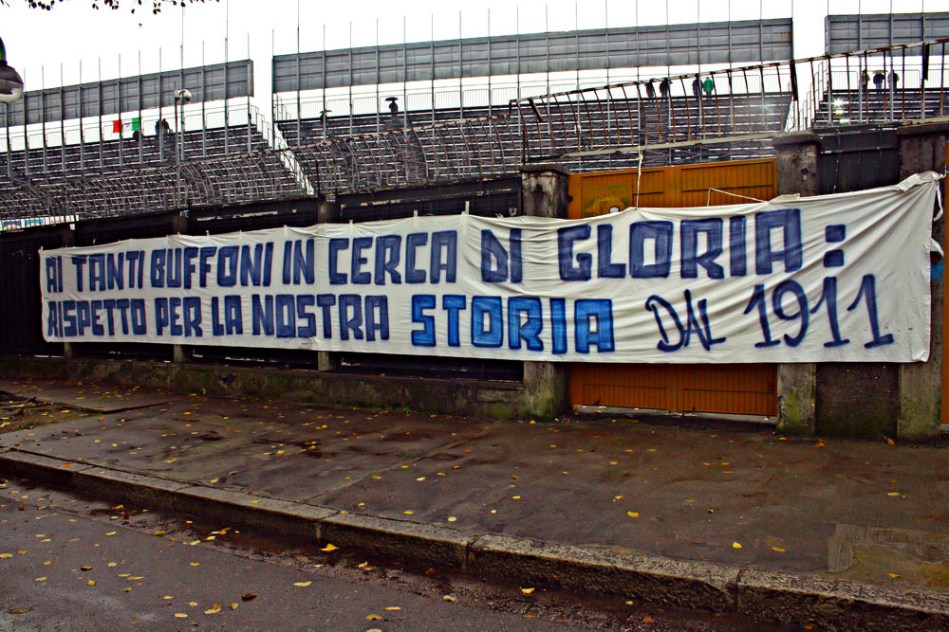 AI TANTI BUFFONI IN CERCA DI GLORIA:
RISPETTO PER LA NOSTRA STORIA DAL 1911